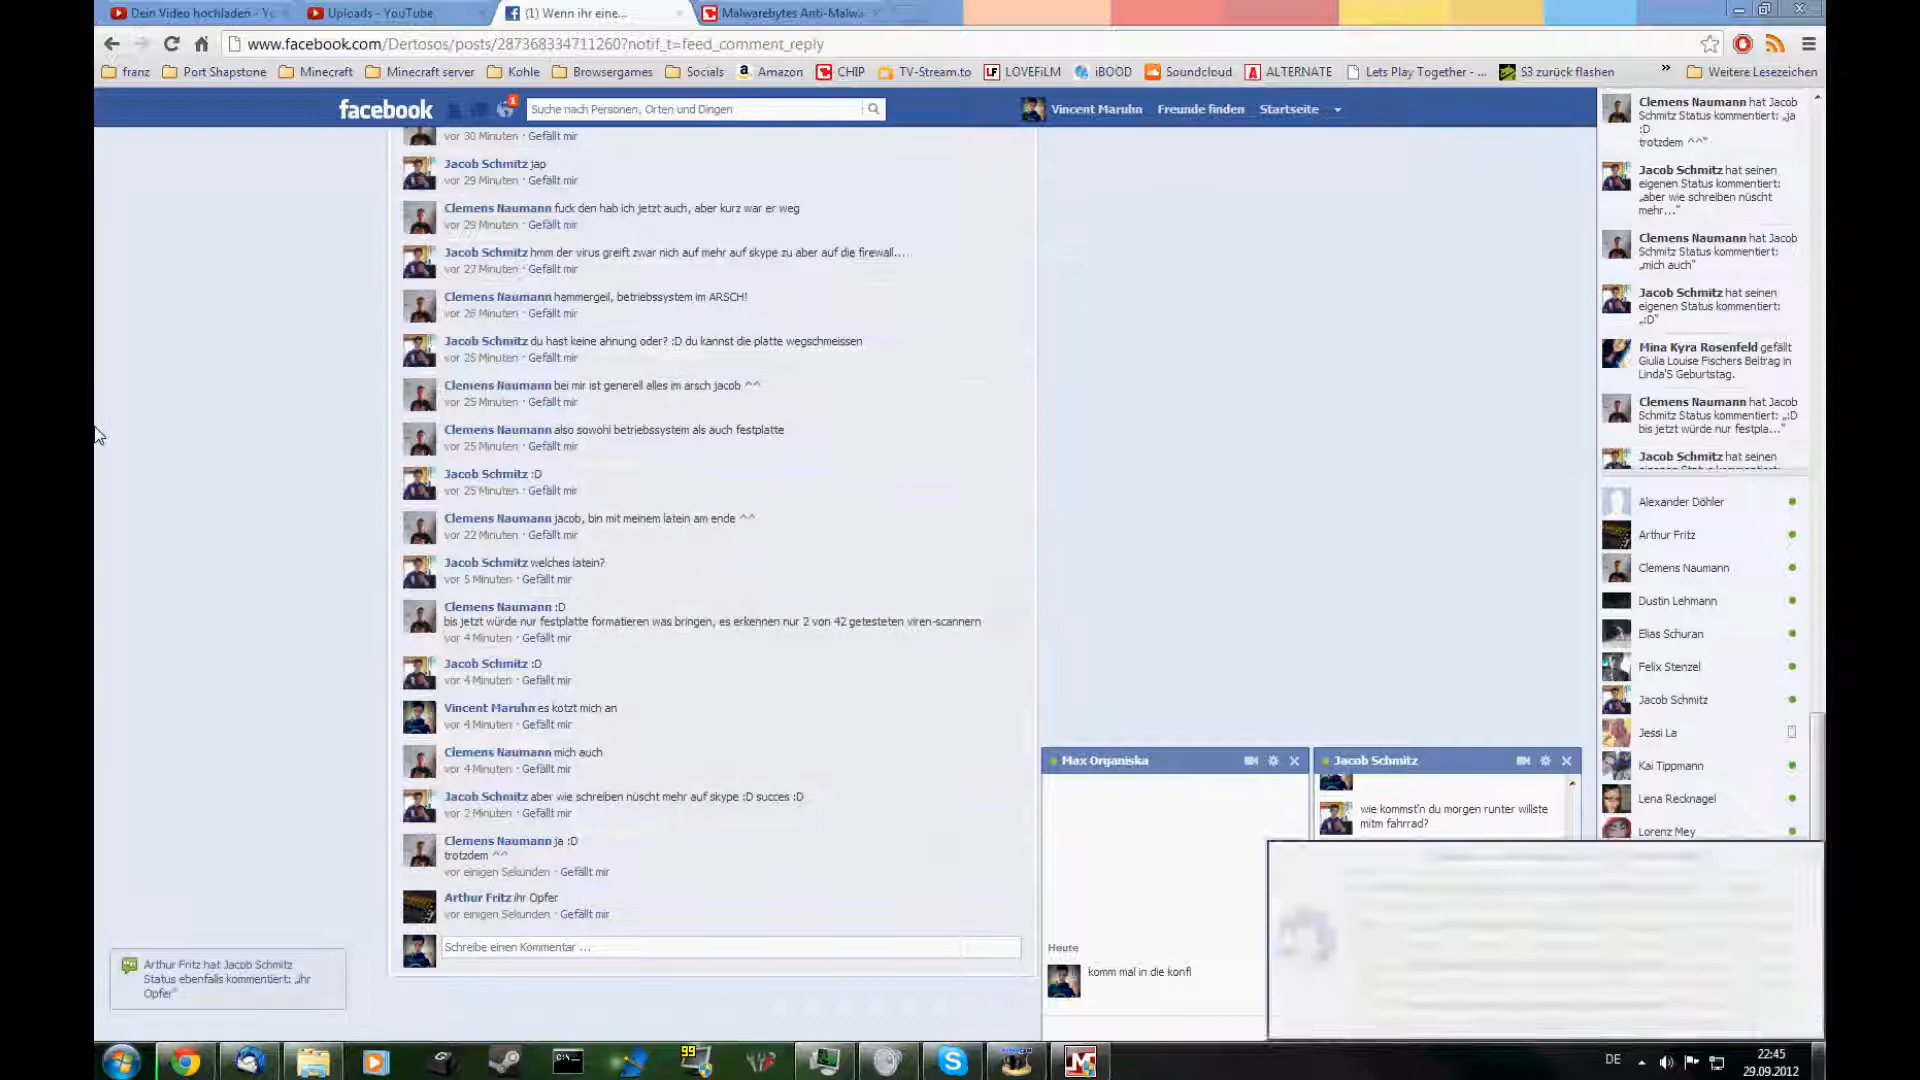 Dein Video hochladen - Yc
Uploads - YouTube
(1) Wenn ihr eine...
Malwarebytes Anti-Malwa
www.facebook.com/Dertosos/posts/287368334711260?notif_t=feed_comment_reply
franz
Port Shapstone
Minecraft
Minecraft server
Kohle
Browsergames
Socials
Amazon
CHIP
TV-Stream.to
LOVEFiLM
iBOOD
Soundcloud
ALTERNATE
Lets Play Together - ...
S3 zurück flashen
»
Weitere Lesezeichen
facebook
1
Suche nach Personen, Orten und Dingen
Vincent Maruhn
Freunde finden
Startseite
vor 30 Minuten · Gefällt mir
Jacob Schmitz jap
vor 29 Minuten · Gefällt mir
Clemens Naumann fuck den hab ich jetzt auch, aber kurz war er weg
vor 29 Minuten · Gefällt mir
Jacob Schmitz hmm der virus greift zwar nich auf mehr auf skype zu aber auf die firewall....
vor 27 Minuten · Gefällt mir
Clemens Naumann hammergeil, betriebssystem im ARSCH!
vor 26 Minuten · Gefällt mir
Jacob Schmitz du hast keine ahnung oder? :D du kannst die platte wegschmeissen
vor 25 Minuten · Gefällt mir
Clemens Naumann bei mir ist generell alles im arsch jacob ^^
vor 25 Minuten · Gefällt mir
Clemens Naumann also sowohl betriebssystem als auch festplatte
vor 25 Minuten · Gefällt mir
Jacob Schmitz :D
vor 25 Minuten · Gefällt mir
Clemens Naumann jacob, bin mit meinem latein am ende ^^
vor 22 Minuten · Gefällt mir
Jacob Schmitz welches latein?
vor 5 Minuten · Gefällt mir
Clemens Naumann :D
bis jetzt würde nur festplatte formatieren was bringen, es erkennen nur 2 von 42 getesteten viren-scannern
vor 4 Minuten · Gefällt mir
Jacob Schmitz :D
vor 4 Minuten · Gefällt mir
Vincent Maruhn es kotzt mich an
vor 4 Minuten · Gefällt mir
Clemens Naumann mich auch
vor 4 Minuten · Gefällt mir
Jacob Schmitz aber wie schreiben nüscht mehr auf skype :D succes :D
vor 2 Minuten · Gefällt mir
Clemens Naumann ja :D
trotzdem ^^
vor einigen Sekunden · Gefällt mir
Arthur Fritz ihr Opfer
vor einigen Sekunden · Gefällt mir
Schreibe einen Kommentar ...
Arthur Fritz hat Jacob Schmitz
Status ebenfalls kommentiert: „ihr
Opfer"
Max Organiska
Heute
komm mal in die konfi
Jacob Schmitz
wie kommst'n du morgen runter willste
mitm fahrrad?
Clemens Naumann hat Jacob
Schmitz Status kommentiert: „ja
:D
trotzdem ^^"
Jacob Schmitz hat seinen
eigenen Status kommentiert:
„aber wie schreiben nüscht
mehr..."
Clemens Naumann hat Jacob
Schmitz Status kommentiert:
„mich auch"
Jacob Schmitz hat seinen
eigenen Status kommentiert:
„:D"
Mina Kyra Rosenfeld gefällt
Giulia Louise Fischers Beitrag in
Linda'S Geburtstag.
Clemens Naumann hat Jacob
Schmitz Status kommentiert: „:D
bis jetzt würde nur festpla..."
Jacob Schmitz hat seinen
eigenen Status kommentiert:
Alexander Döhler
Arthur Fritz
Clemens Naumann
Dustin Lehmann
Elias Schuran
Felix Stenzel
Jacob Schmitz
Jessi La
Kai Tippmann
Lena Recknagel
Lorenz Mey
99
DE
22:45
29.09.2012